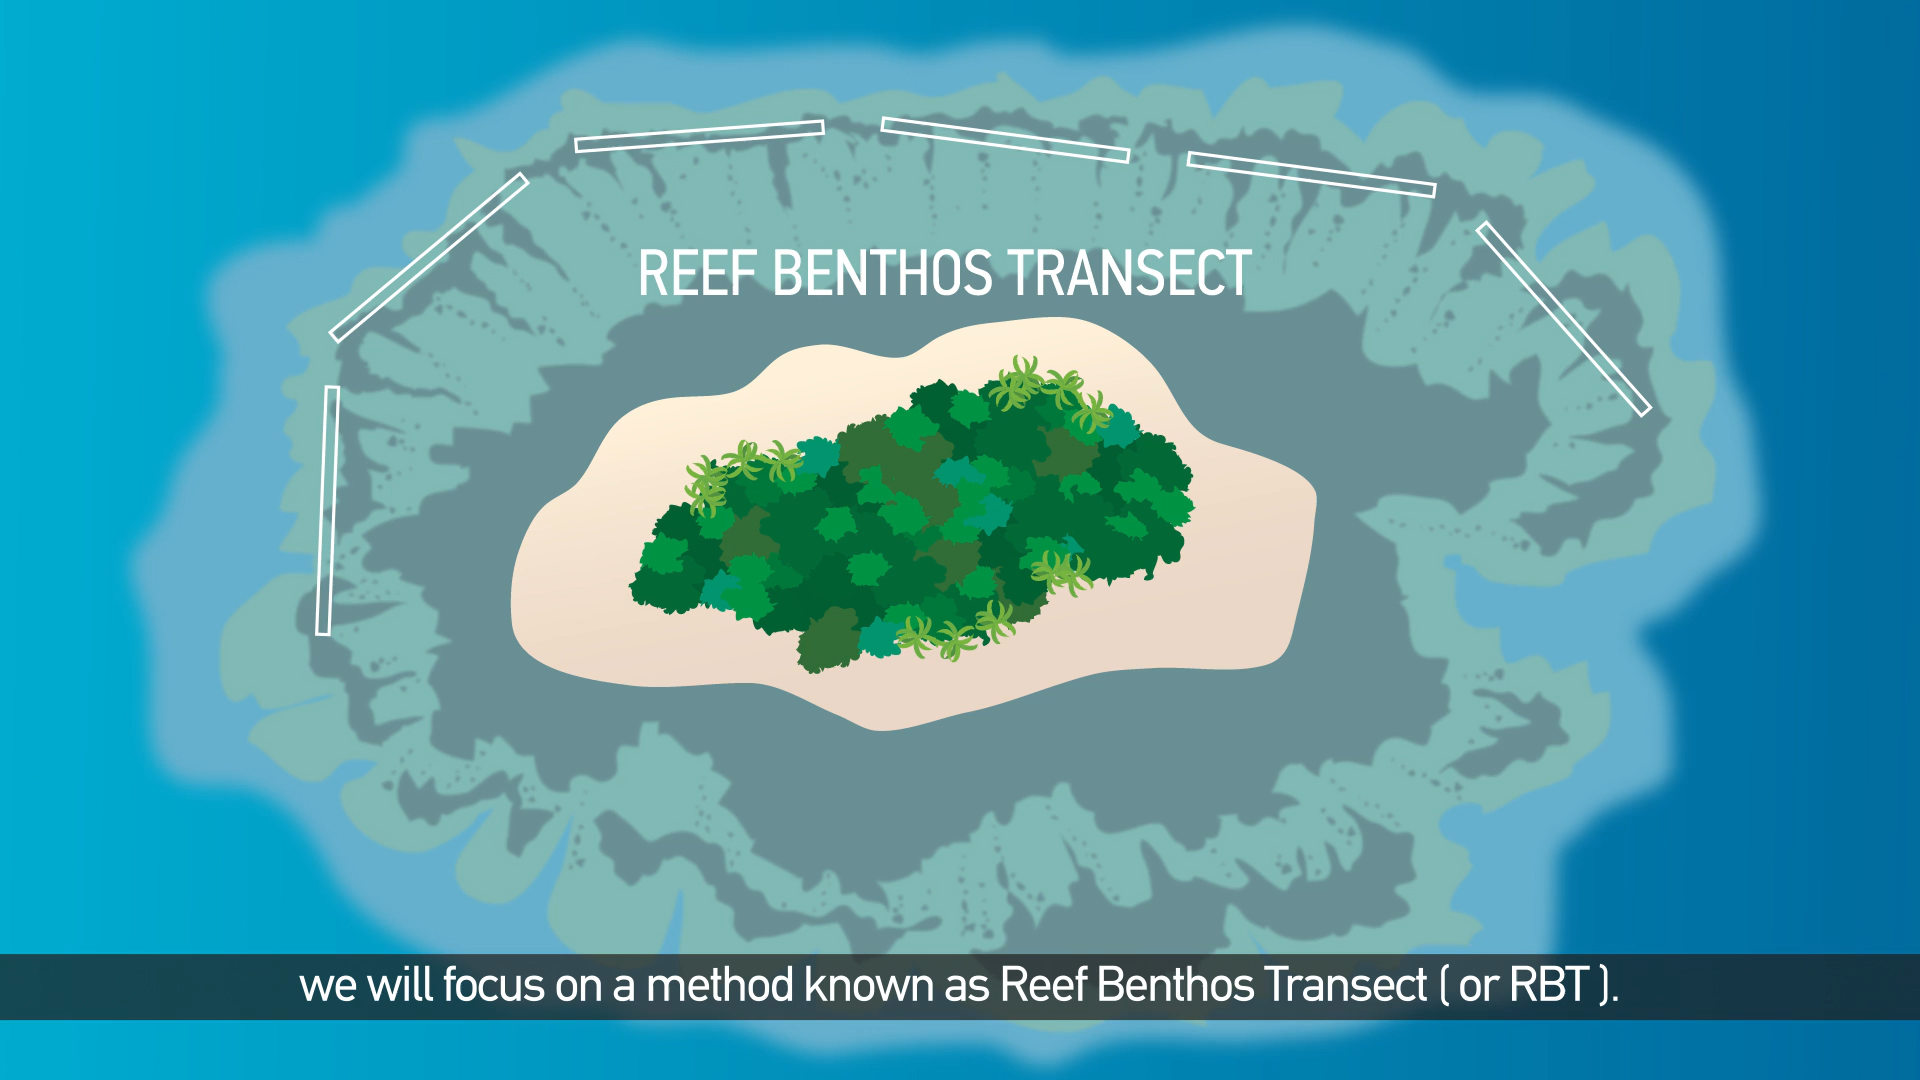 REEF BENTHOS TRANSECT
we will focus on a method known as Reef Benthos Transect ( or RBT ).